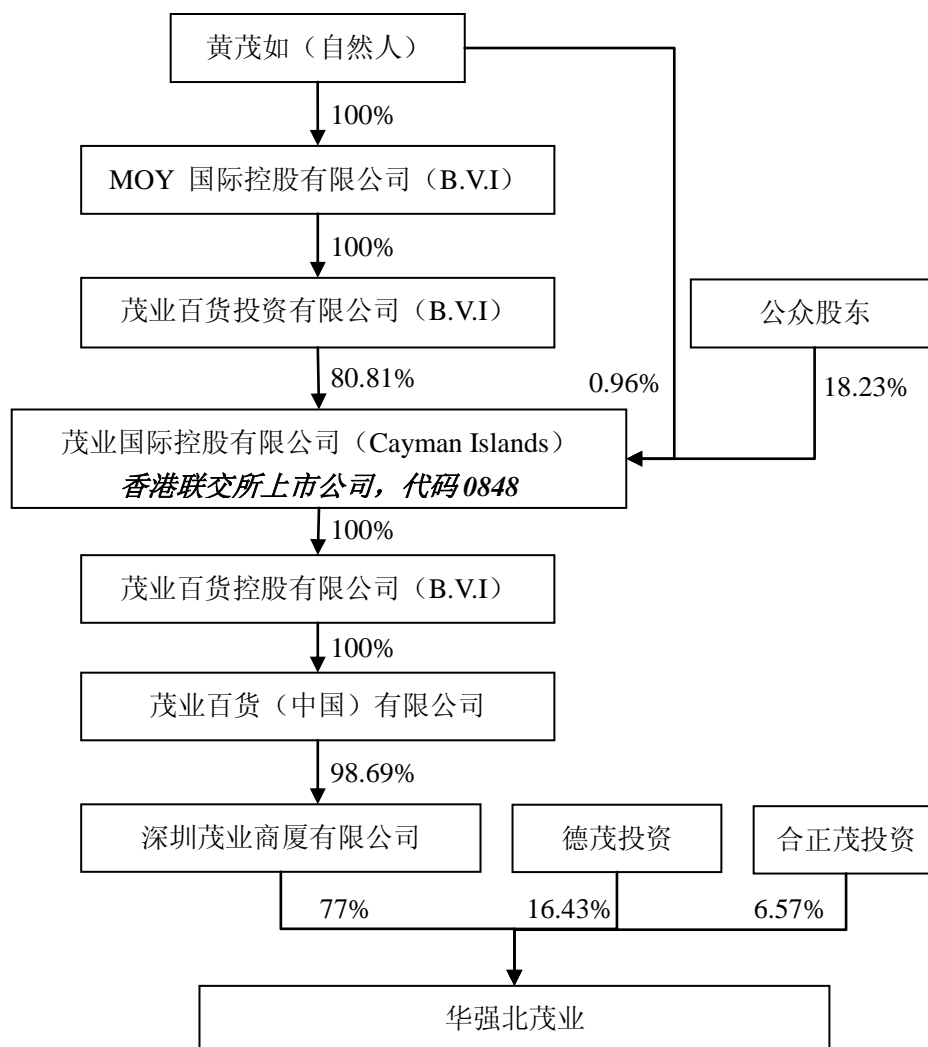 黄茂如（自然人）
100%
MOY 国际控股有限公司（B.V.I）
100%
茂业百货投资有限公司（B.V.I）
公众股东
80.81%
0.96%
18.23%
茂业国际控股有限公司（Cayman Islands）
香港联交所上市公司，代码 0848
100%
茂业百货控股有限公司（B.V.I）
100%
茂业百货（中国）有限公司
98.69%
深圳茂业商厦有限公司
德茂投资
合正茂投资
77%
16.43%
6.57%
华强北茂业